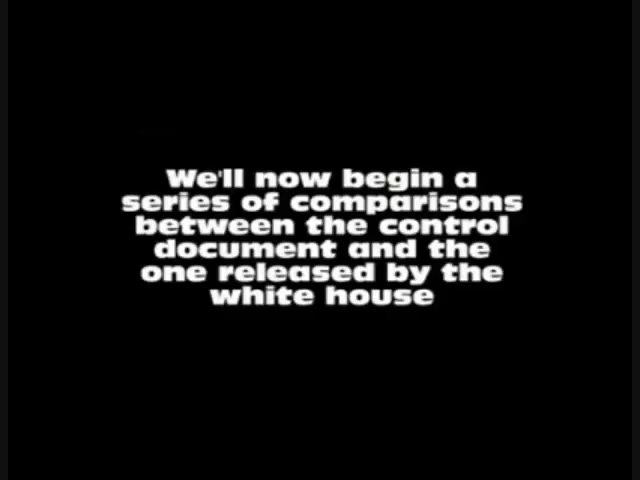 We'll now begin a
series of comparisons
between the control
document and the
one released by the
white house